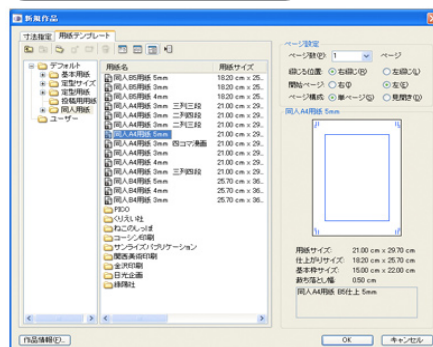 新規作品
寸法指定 用紙テンプレート
デフォルト
基本用紙
定型サイズ
定型用紙
投稿用用紙
同人用紙
ユーザー
用紙名 用紙サイズ
同人B5用紙 3mm 18.20 cm x 25...
同人B5用紙 4mm 18.20 cm x 25...
同人B5用紙 5mm 18.20 cm x 25...
同人A4用紙 3mm 21.00 cm x 29...
同人A4用紙 3mm 三列三段 21.00 cm x 29...
同人A4用紙 3mm 二列四段 21.00 cm x 29...
同人A4用紙 3mm 二列三段 21.00 cm x 29...
同人A4用紙 5mm 21.00 cm x 29...
同人A4用紙 3mm 四コマ漫画 21.00 cm x 29...
同人A4用紙 4mm 21.00 cm x 29...
同人B4用紙 3mm 25.70 cm x 36...
同人B4用紙 3mm 三列四段 25.70 cm x 36...
同人B4用紙 5mm 25.70 cm x 36...
同人B4用紙 4mm 25.70 cm x 36...
PICO
くりえい社
ねこのしっぽ
コーシン印刷
サンライズパブリケーション
関西美術印刷
金沢印刷
日光企画
緑陽社
ページ設定
ページ数(P): 1 ページ
綴じる位置: 右綴じ(R) 左綴じ(L)
開始ページ: 右(I) 左(E)
ページ構成: 単ページ(G) 見開き(D)
同人A4用紙 5mm
用紙サイズ: 21.00 cm x 29.70 cm
仕上がりサイズ: 18.20 cm x 25.70 cm
基本枠サイズ: 15.00 cm x 22.00 cm
裁ち落とし幅: 0.50 cm
同人A4用紙 B5仕上 5mm
作品情報(F)... OK キャンセル